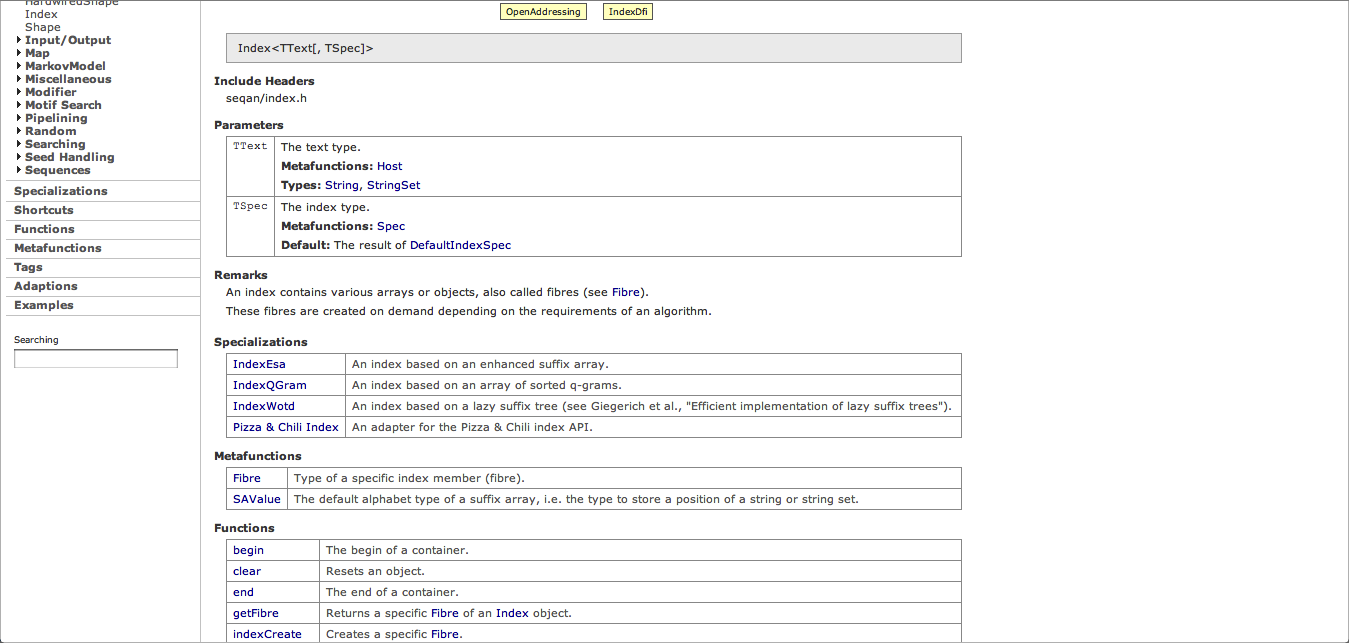 HardwiredShape
Index
Shape
Input/Output
Map
MarkovModel
Miscellaneous
Modifier
Motif Search
Pipelining
Random
Searching
Seed Handling
Sequences
Specializations
Shortcuts
Functions
Metafunctions
Tags
Adaptions
Examples
Searching
OpenAddressing
IndexDfi
Index<TText[, TSpec]>
Include Headers
seqan/index.h
Parameters
TText The text type.
Metafunctions: Host
Types: String, StringSet
TSpec The index type.
Metafunctions: Spec
Default: The result of DefaultIndexSpec
Remarks
An index contains various arrays or objects, also called fibres (see Fibre).
These fibres are created on demand depending on the requirements of an algorithm.
Specializations
IndexEsa An index based on an enhanced suffix array.
IndexQGram An index based on an array of sorted q-grams.
IndexWotd An index based on a lazy suffix tree (see Giegerich et al., "Efficient implementation of lazy suffix trees").
Pizza & Chili Index An adapter for the Pizza & Chili index API.
Metafunctions
Fibre Type of a specific index member (fibre).
SAValue The default alphabet type of a suffix array, i.e. the type to store a position of a string or string set.
Functions
begin The begin of a container.
clear Resets an object.
end The end of a container.
getFibre Returns a specific Fibre of an Index object.
indexCreate Creates a specific Fibre.